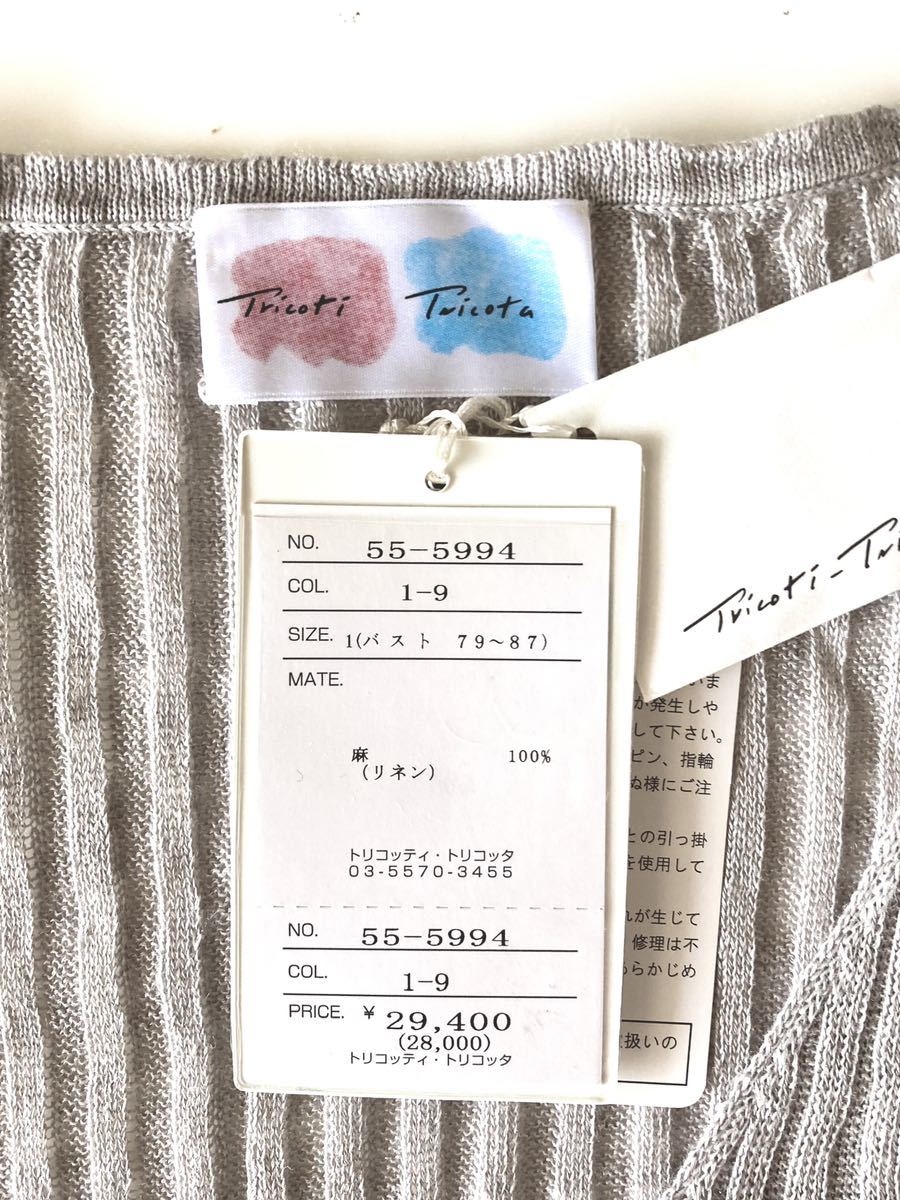 Tricoti Tricota
NO. 55-5994
COL. 1-9
SIZE. 1(バスト 79〜87)
MATE.
麻 100%
(リネン)
トリコッティ・トリコッタ
03-5570-3455
NO. 55-5994
COL. 1-9
PRICE. ¥ 29,400
(28,000)
トリコッティ・トリコッタ
Tricoti-Tri
いま
が発生しや
して下さい。
ピン、指輪
ぬ様にご注
との引っ掛
を使用して
れが生じて
修理は不
あらかじめ
扱いの